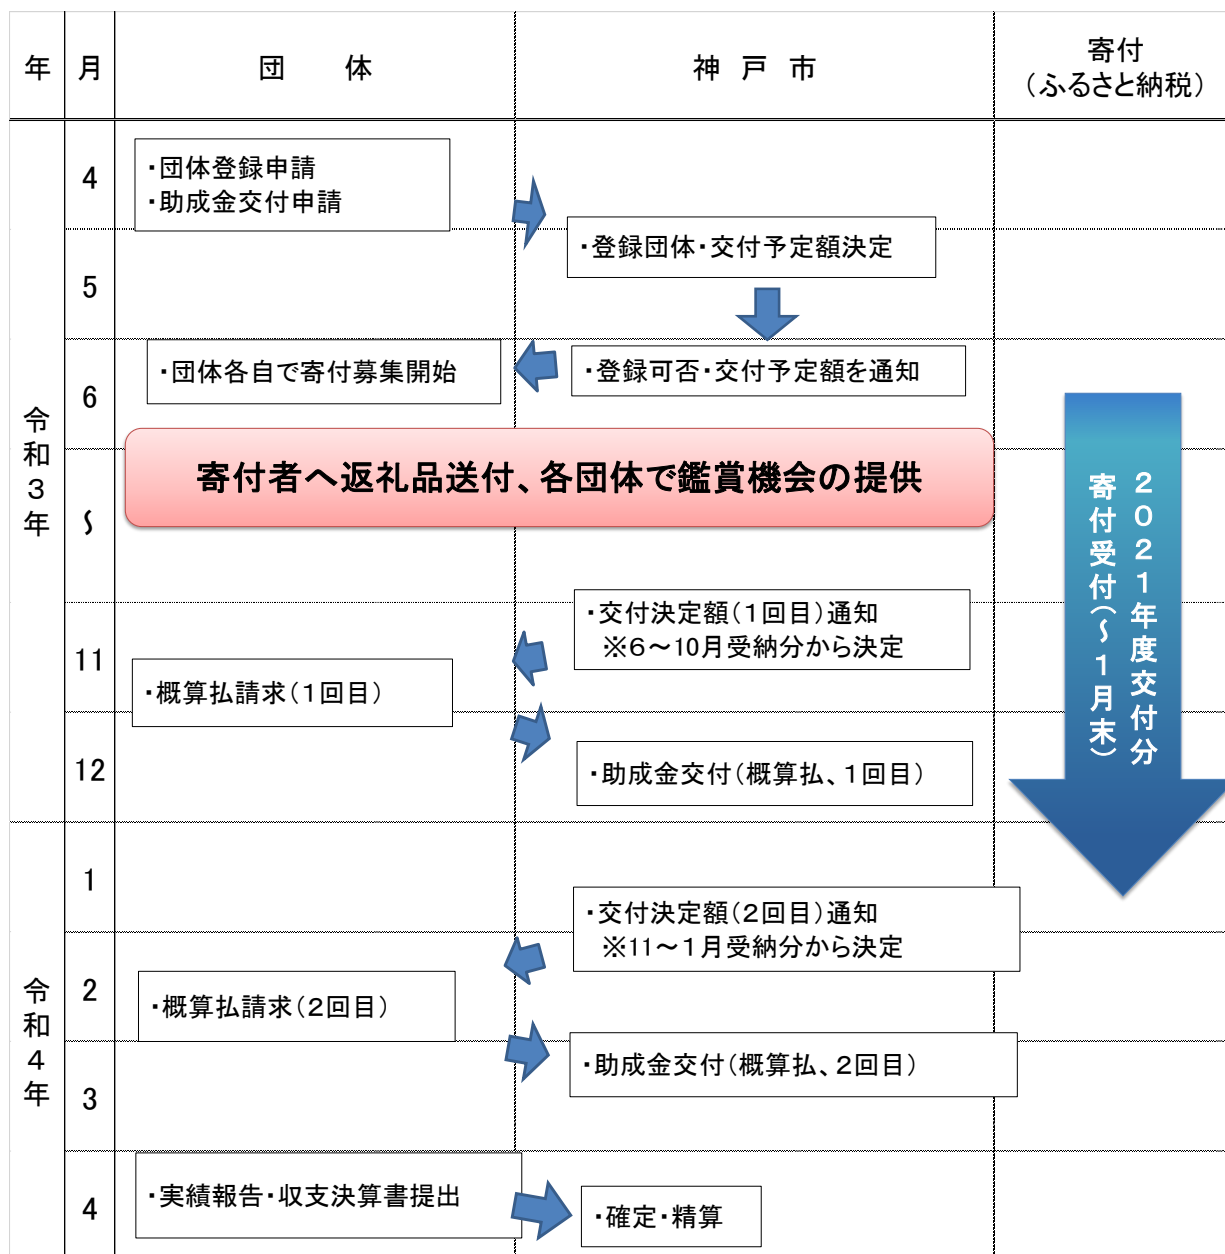 年
月
団　　体
神 戸 市
寄付
（ふるさと納税）
令和３年
4
・団体登録申請
・助成金交付申請
・登録団体・交付予定額決定
5
6
・団体各自で寄付募集開始
・登録可否・交付予定額を通知
寄付者へ返礼品送付、各団体で鑑賞機会の提供
～
２０２１年度交付分
寄付受付（～１月末）
11
・交付決定額（１回目）通知
※６～10月受納分から決定
・概算払請求（１回目）
12
・助成金交付（概算払、１回目）
令和４年
1
・交付決定額（２回目）通知
※11～１月受納分から決定
2
・概算払請求（２回目）
・助成金交付（概算払、２回目）
3
4
・実績報告・収支決算書提出
・確定・精算